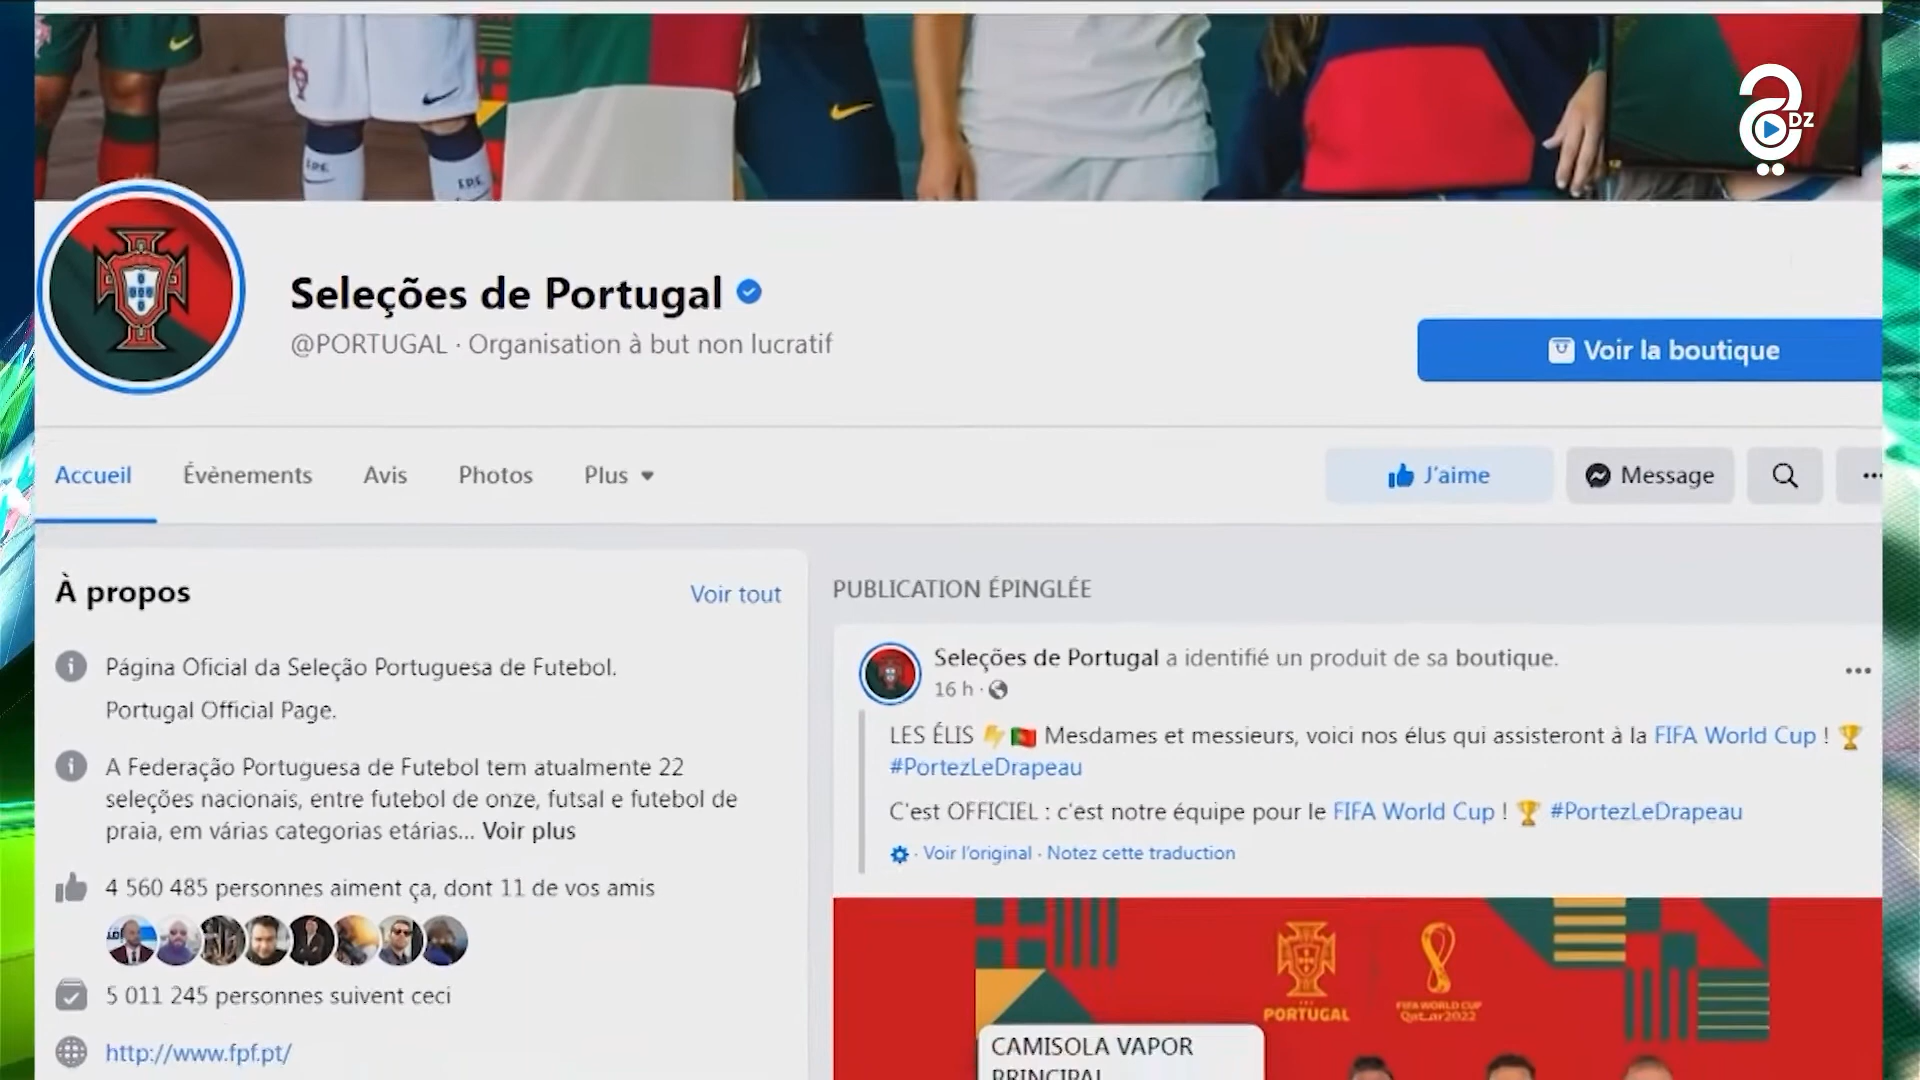 DZ
F.P.F.
F.P.F.
Seleções de Portugal
@PORTUGAL · Organisation à but non lucratif
Voir la boutique
Accueil
Évènements
Avis
Photos
Plus
J'aime
Message
À propos
Voir tout
Página Oficial da Seleção Portuguesa de Futebol.
Portugal Official Page.
A Federação Portuguesa de Futebol tem atualmente 22
seleções nacionais, entre futebol de onze, futsal e futebol de
praia, em várias categorias etárias... Voir plus
4 560 485 personnes aiment ça, dont 11 de vos amis
5 011 245 personnes suivent ceci
http://www.fpf.pt/
PUBLICATION ÉPINGLÉE
Seleções de Portugal a identifié un produit de sa boutique.
16 h ·
LES ÉLIS ⚡🇵🇹 Mesdames et messieurs, voici nos élus qui assisteront à la FIFA World Cup ! 🏆
#PortezLeDrapeau
C'est OFFICIEL : c'est notre équipe pour le FIFA World Cup ! 🏆 #PortezLeDrapeau
· Voir l'original · Notez cette traduction
PORTUGAL
FIFA WORLD CUP
Qatar2022
CAMISOLA VAPOR
PRINCIPAL